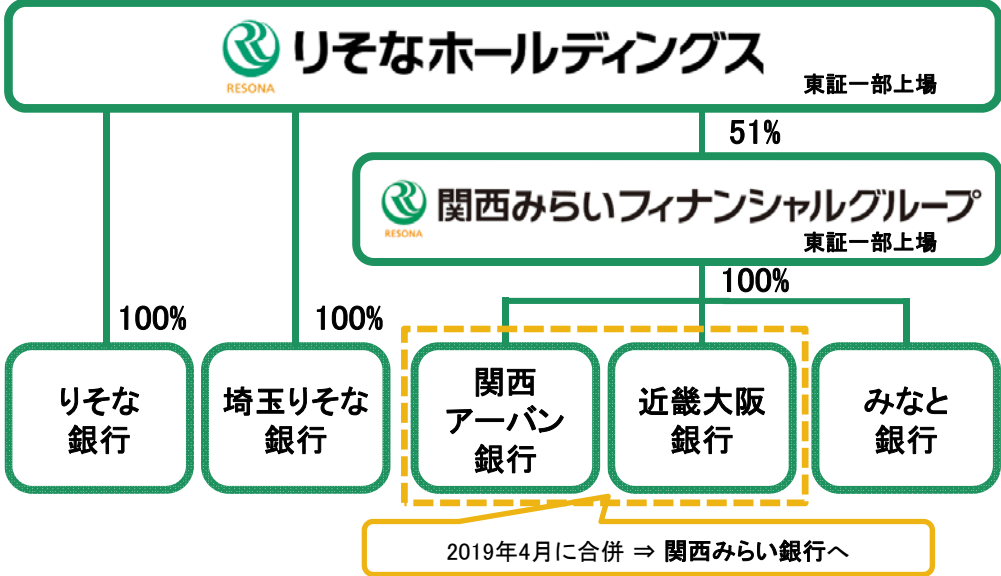 りそなホールディングス
RESONA
東証一部上場
51%
関西みらいフィナンシャルグループ
RESONA
東証一部上場
100%
100%
100%
りそな
銀行
埼玉りそな
銀行
関西
アーバン
銀行
近畿大阪
銀行
みなと
銀行
2019年4月に合併 ⇒ 関西みらい銀行へ